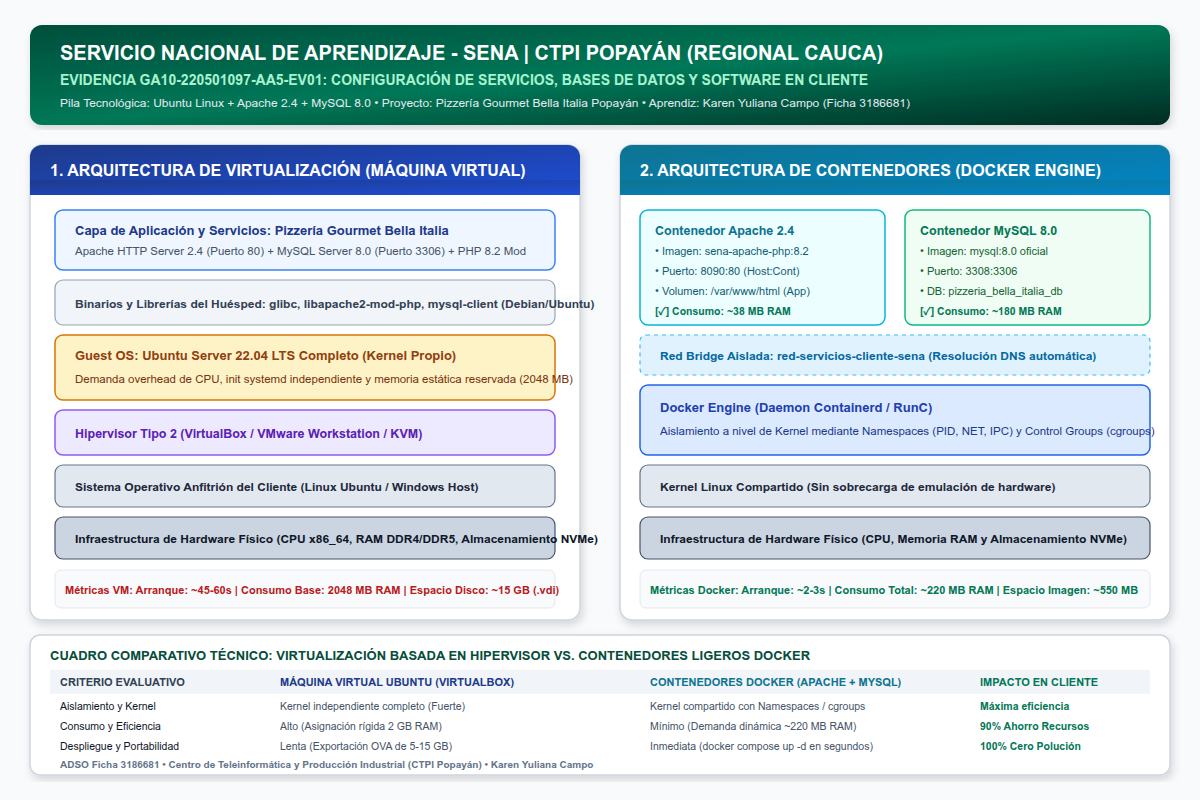 SERVICIO NACIONAL DE APRENDIZAJE - SENA | CTPI POPAYÁN (REGIONAL CAUCA)
EVIDENCIA GA10-220501097-AA5-EV01: CONFIGURACIÓN DE SERVICIOS, BASES DE DATOS Y SOFTWARE EN CLIENTE
Pila Tecnológica: Ubuntu Linux + Apache 2.4 + MySQL 8.0 • Proyecto: Pizzería Gourmet Bella Italia Popayán • Aprendiz: Karen Yuliana Campo (Ficha 3186681)
1. ARQUITECTURA DE VIRTUALIZACIÓN (MÁQUINA VIRTUAL)
Capa de Aplicación y Servicios: Pizzería Gourmet Bella Italia
Apache HTTP Server 2.4 (Puerto 80) + MySQL Server 8.0 (Puerto 3306) + PHP 8.2 Mod
Binarios y Librerías del Huésped: glibc, libapache2-mod-php, mysql-client (Debian/Ubuntu)
Guest OS: Ubuntu Server 22.04 LTS Completo (Kernel Propio)
Demanda overhead de CPU, init systemd independiente y memoria estática reservada (2048 MB)
Hipervisor Tipo 2 (VirtualBox / VMware Workstation / KVM)
Sistema Operativo Anfitrión del Cliente (Linux Ubuntu / Windows Host)
Infraestructura de Hardware Físico (CPU x86_64, RAM DDR4/DDR5, Almacenamiento NVMe)
Métricas VM: Arranque: ~45-60s | Consumo Base: 2048 MB RAM | Espacio Disco: ~15 GB (.vdi)
2. ARQUITECTURA DE CONTENEDORES (DOCKER ENGINE)
Contenedor Apache 2.4
• Imagen: sena-apache-php:8.2
• Puerto: 8090:80 (Host:Cont)
• Volumen: /var/www/html (App)
[✓] Consumo: ~38 MB RAM
Contenedor MySQL 8.0
• Imagen: mysql:8.0 oficial
• Puerto: 3308:3306
• DB: pizzeria_bella_italia_db
[✓] Consumo: ~180 MB RAM
Red Bridge Aislada: red-servicios-cliente-sena (Resolución DNS automática)
Docker Engine (Daemon Containerd / RunC)
Aislamiento a nivel de Kernel mediante Namespaces (PID, NET, IPC) y Control Groups (cgroups)
Kernel Linux Compartido (Sin sobrecarga de emulación de hardware)
Infraestructura de Hardware Físico (CPU, Memoria RAM y Almacenamiento NVMe)
Métricas Docker: Arranque: ~2-3s | Consumo Total: ~220 MB RAM | Espacio Imagen: ~550 MB
CUADRO COMPARATIVO TÉCNICO: VIRTUALIZACIÓN BASADA EN HIPERVISOR VS. CONTENEDORES LIGEROS DOCKER
CRITERIO EVALUATIVO MÁQUINA VIRTUAL UBUNTU (VIRTUALBOX) CONTENEDORES DOCKER (APACHE + MYSQL) IMPACTO EN CLIENTE
Aislamiento y Kernel Kernel independiente completo (Fuerte) Kernel compartido con Namespaces / cgroups Máxima eficiencia
Consumo y Eficiencia Alto (Asignación rígida 2 GB RAM) Mínimo (Demanda dinámica ~220 MB RAM) 90% Ahorro Recursos
Despliegue y Portabilidad Lenta (Exportación OVA de 5-15 GB) Inmediata (docker compose up -d en segundos) 100% Cero Polución
ADSO Ficha 3186681 • Centro de Teleinformática y Producción Industrial (CTPI Popayán) • Karen Yuliana Campo